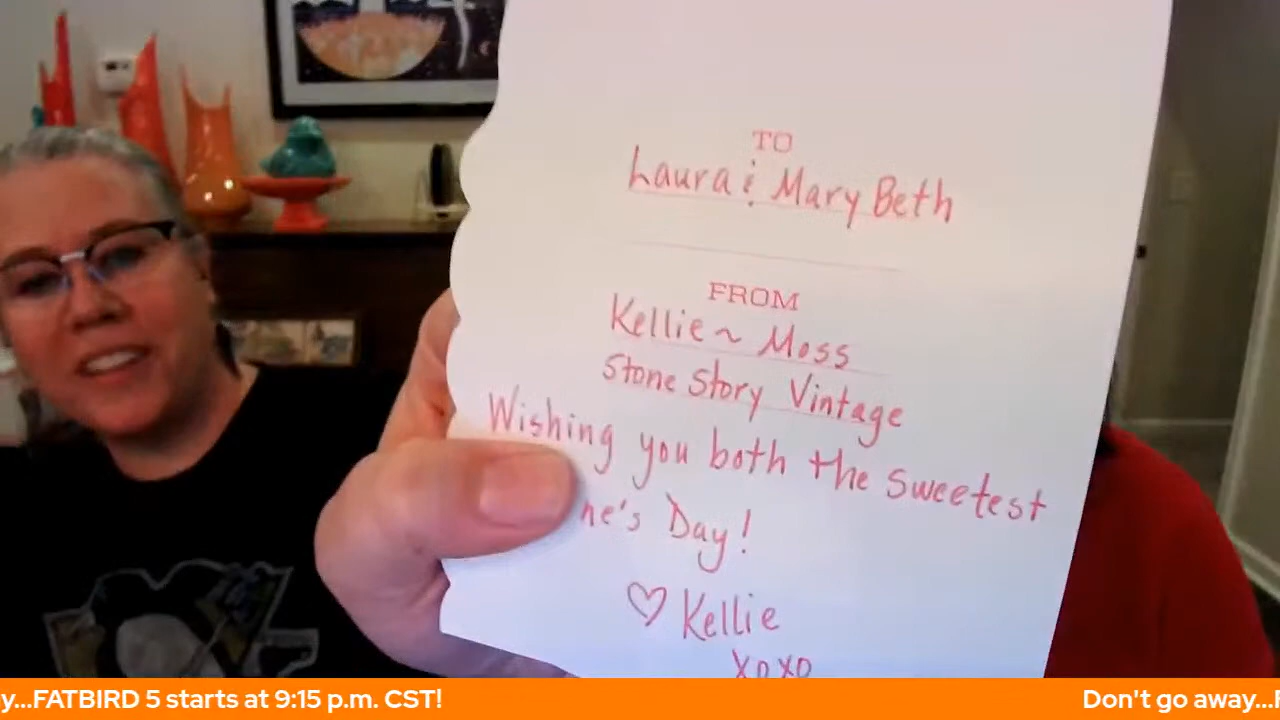 TO
Laura & Mary Beth
FROM
Kellie ~ Moss
Stone Story Vintage
Wishing you both the sweetest
ne's Day!
♡ Kellie
xoxo
y...FATBIRD 5 starts at 9:15 p.m. CST! Don't go away...F